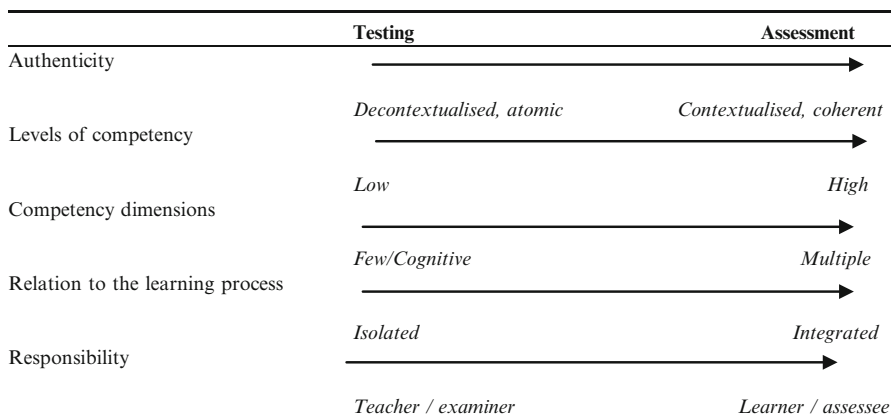 Testing Assessment
Authenticity
Decontextualised, atomic Contextualised, coherent
Levels of competency
Low High
Competency dimensions
Few/Cognitive Multiple
Relation to the learning process
Isolated Integrated
Responsibility
Teacher / examiner Learner / assessee